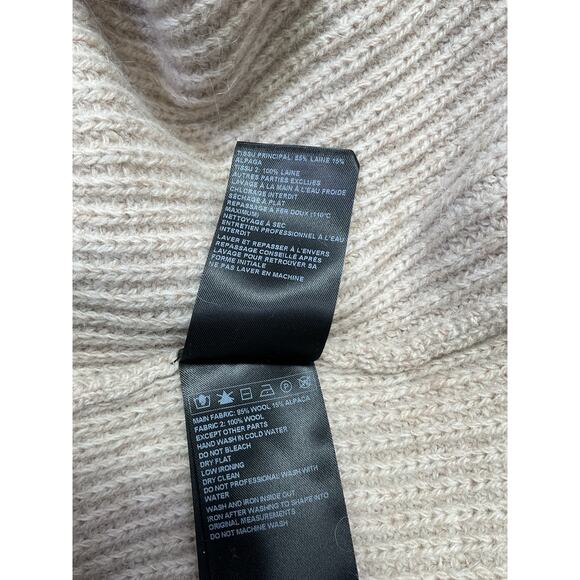 TISSU PRINCIPAL: 85% LAINE 15%
ALPAGA
TISSU 2: 100% LAINE
AUTRES PARTIES EXCLUES
LAVAGE À LA MAIN À L'EAU FROIDE
CHLORAGE INTERDIT
SÉCHAGE À PLAT
REPASSAGE À FER DOUX (110°C
MAXIMUM)
NETTOYAGE À SEC
ENTRETIEN PROFESSIONNEL À L'EAU
INTERDIT
LAVER ET REPASSER À L'ENVERS
REPASSAGE CONSEILLÉ APRÈS
LAVAGE POUR RETROUVER SA
FORME INITIALE
NE PAS LAVER EN MACHINE
MAIN FABRIC: 85% WOOL 15% ALPACA
FABRIC 2: 100% WOOL
EXCEPT OTHER PARTS
HAND WASH IN COLD WATER
DO NOT BLEACH
DRY FLAT
LOW IRONING
DRY CLEAN
DO NOT PROFESSIONAL WASH WITH
WATER
WASH AND IRON INSIDE OUT
IRON AFTER WASHING TO SHAPE INTO
ORIGINAL MEASUREMENTS
DO NOT MACHINE WASH